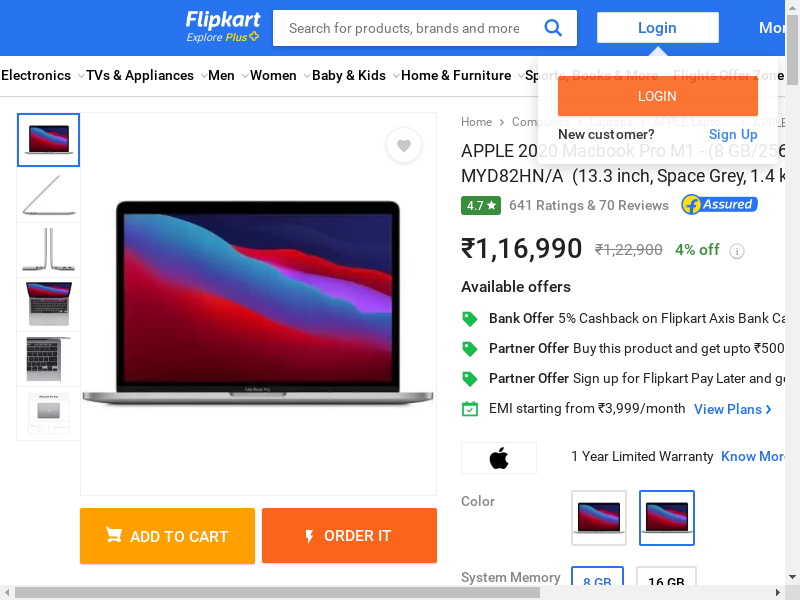 Flipkart
Explore Plus
Search for products, brands and more
Login
Electronics
TVs & Appliances
Men
Women
Baby & Kids
Home & Furniture
Sports, Books & More
Flights
Offer Zone
LOGIN
New customer?
Sign Up
Home
APPLE 2020 Macbook Pro M1 - (8 GB/256
MYD82HN/A (13.3 inch, Space Grey, 1.4 k
4.7
641 Ratings & 70 Reviews
Assured
₹1,16,990
₹1,22,900
4% off
Available offers
Bank Offer 5% Cashback on Flipkart Axis Bank Ca
Partner Offer Buy this product and get upto ₹500
Partner Offer Sign up for Flipkart Pay Later and ge
EMI starting from ₹3,999/month
View Plans
1 Year Limited Warranty
Know More
Color
ADD TO CART
ORDER IT
System Memory
8 GB
16 GB